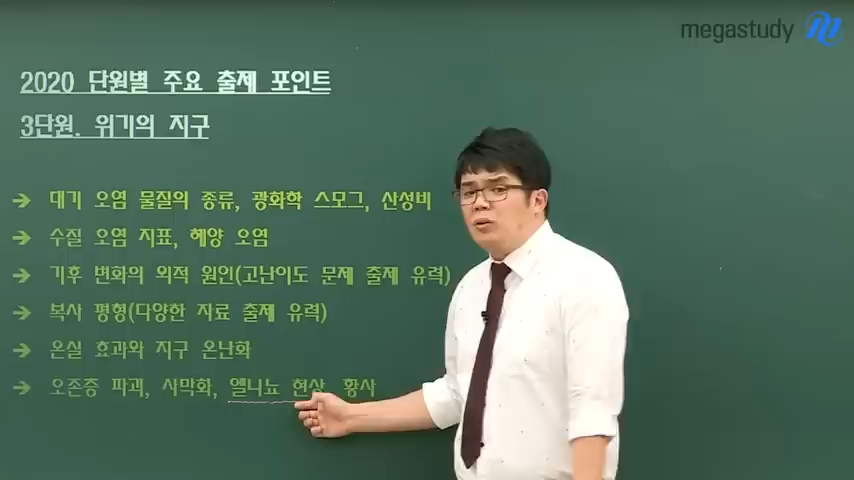 megastudy
2020 단원별 주요 출제 포인트
3단원. 위기의 지구
→ 대기 오염 물질의 종류, 광화학 스모그, 산성비
→ 수질 오염 지표, 해양 오염
→ 기후 변화의 외적 원인(고난이도 문제 출제 유력)
→ 복사 평형(다양한 자료 출제 유력)
→ 온실 효과와 지구 온난화
→ 오존층 파괴, 사막화, 엘니뇨 현상, 황사